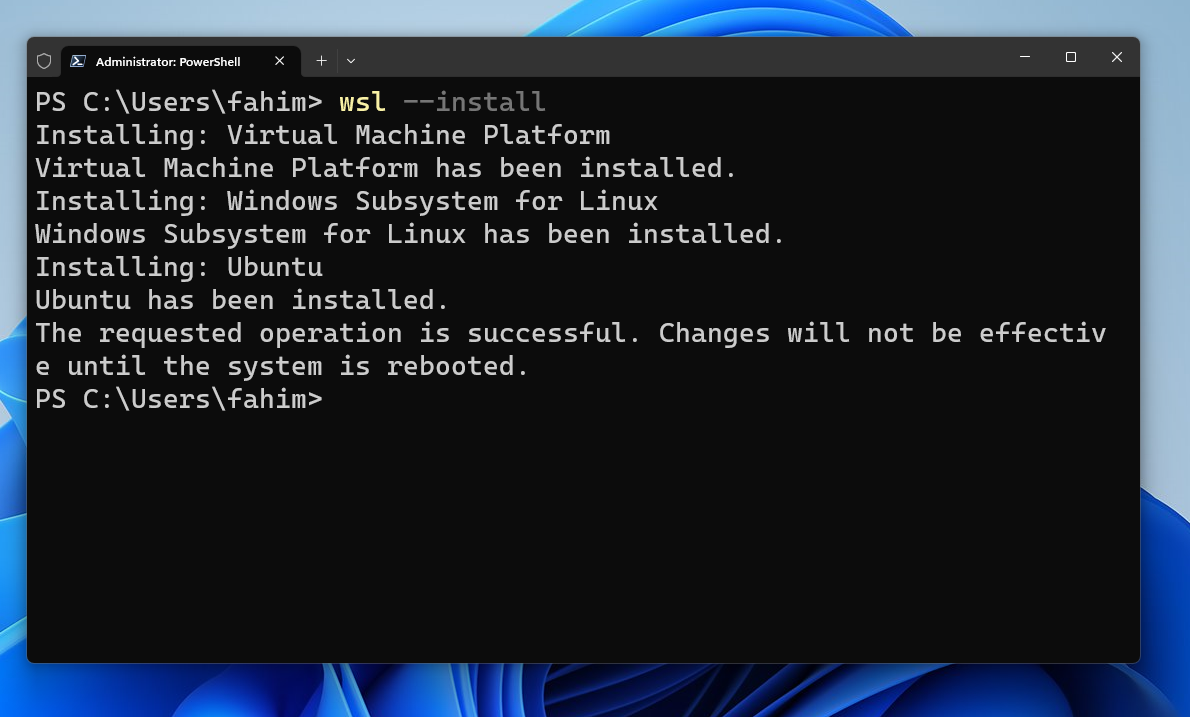 Administrator: PowerShell
PS C:\Users\fahim> wsl --install
Installing: Virtual Machine Platform
Virtual Machine Platform has been installed.
Installing: Windows Subsystem for Linux
Windows Subsystem for Linux has been installed.
Installing: Ubuntu
Ubuntu has been installed.
The requested operation is successful. Changes will not be effectiv
e until the system is rebooted.
PS C:\Users\fahim>